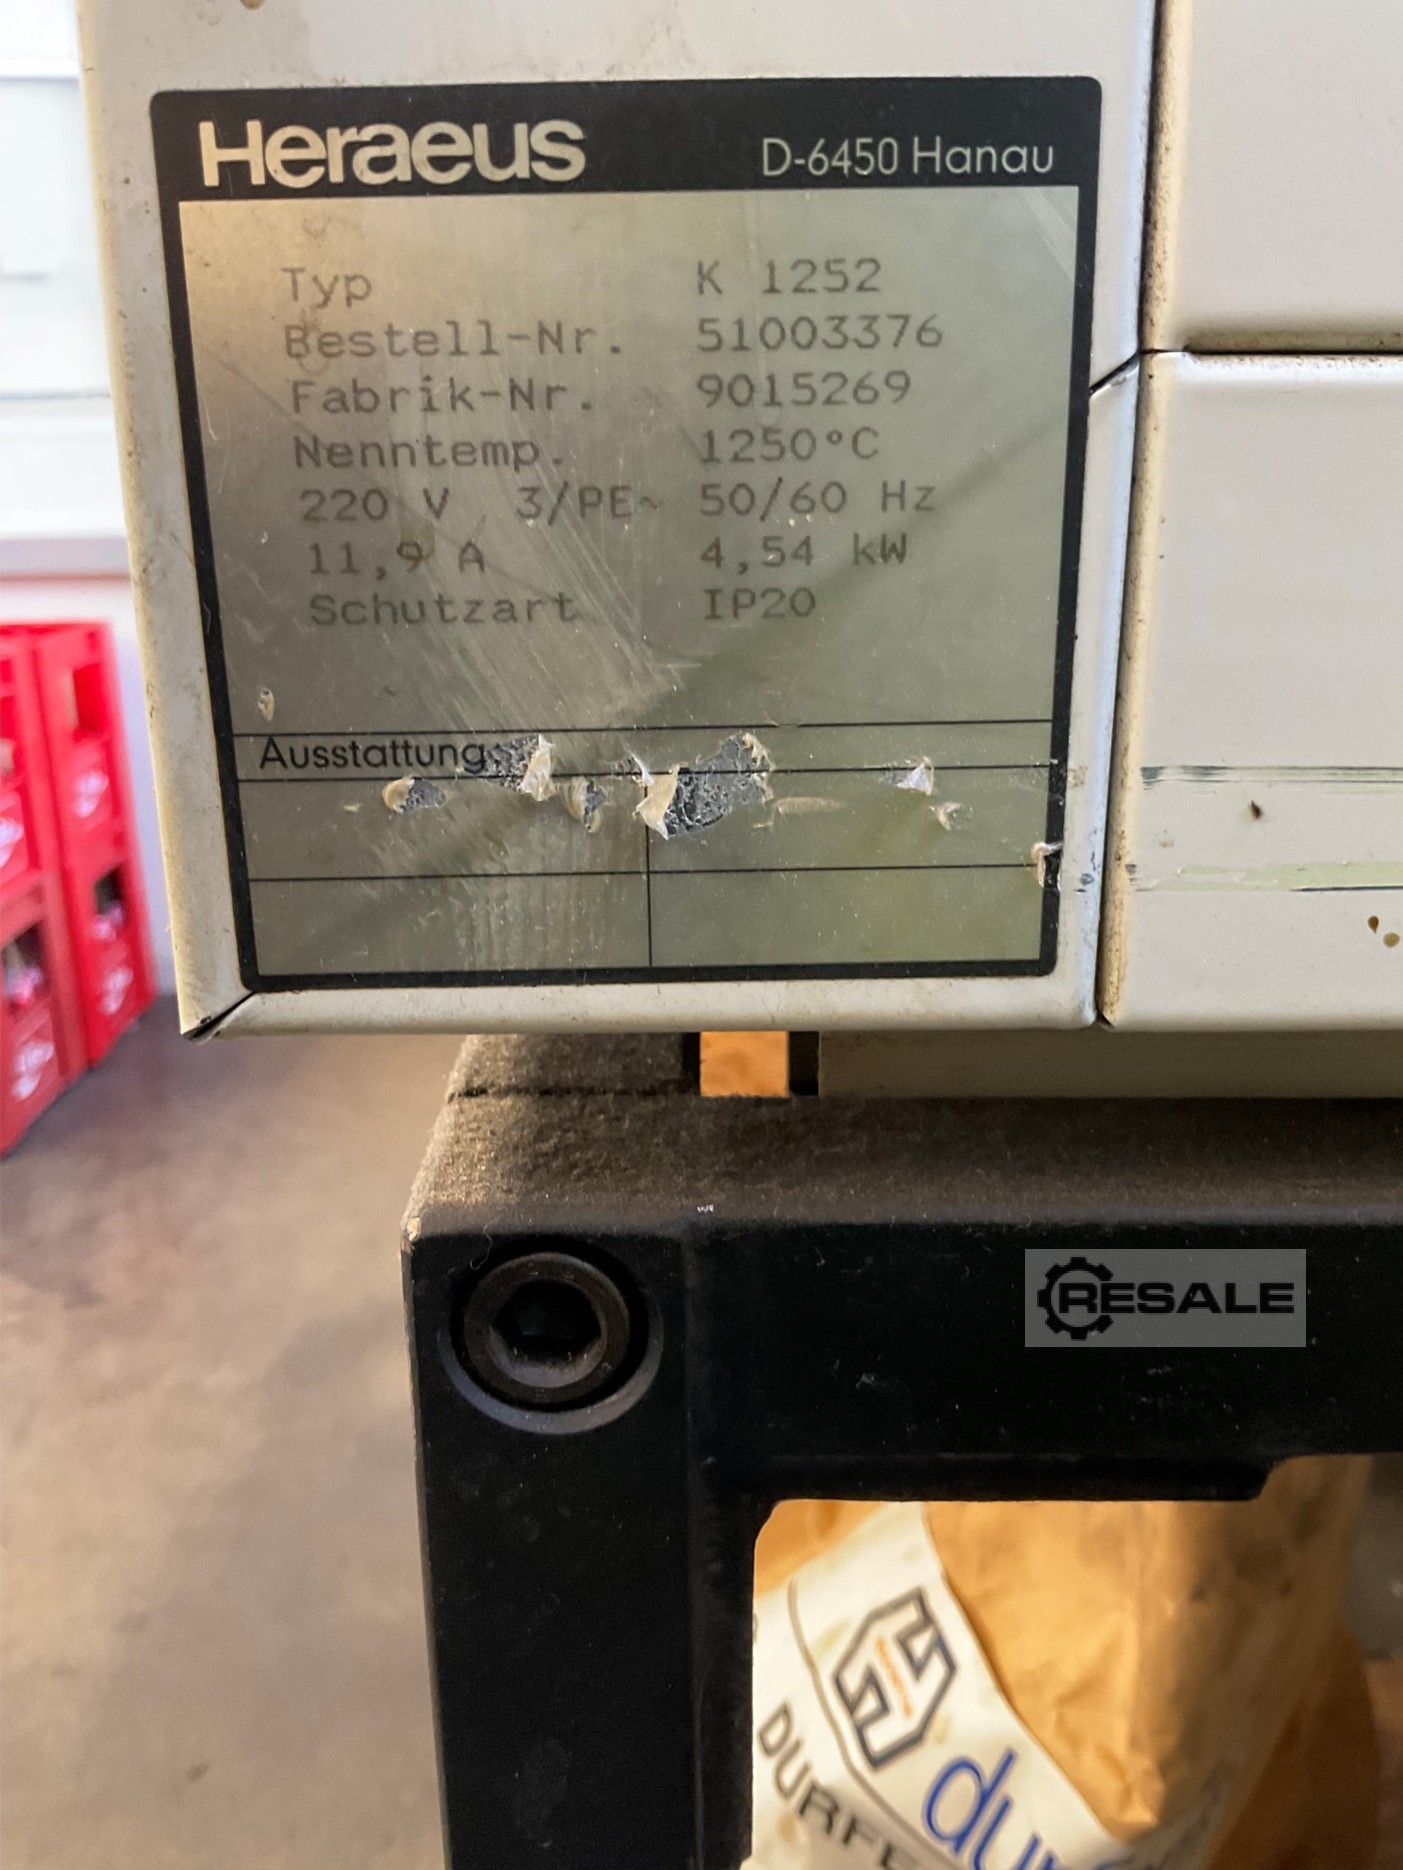 Heraeus D-6450 Hanau
Typ K 1252
Bestell-Nr. 51003376
Fabrik-Nr. 9015269
Nenntemp. 1250°C
220 V 3/PE~ 50/60 Hz
11,9 A 4,54 kW
Schutzart IP20
Ausstattung:
RESALE